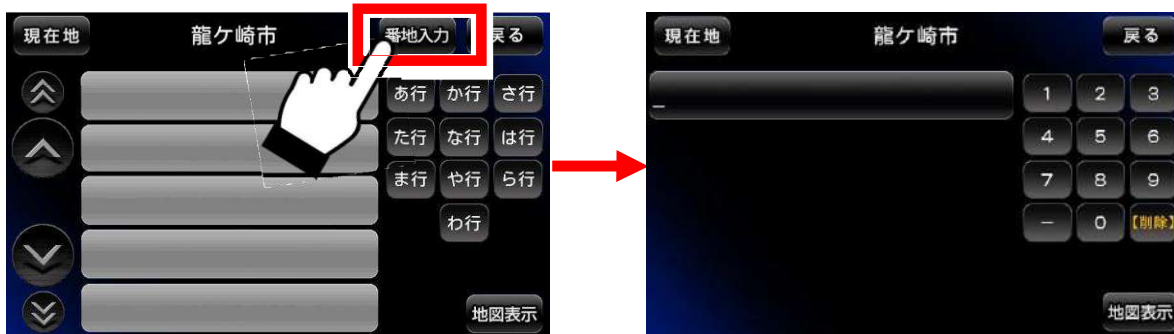 現在地 龍ケ崎市 番地入力 戻る
あ行 か行 さ行
た行 な行 は行
ま行 や行 ら行
わ行
地図表示
現在地 龍ケ崎市 戻る
_
1 2 3
4 5 6
7 8 9
- 0 【削除】
地図表示